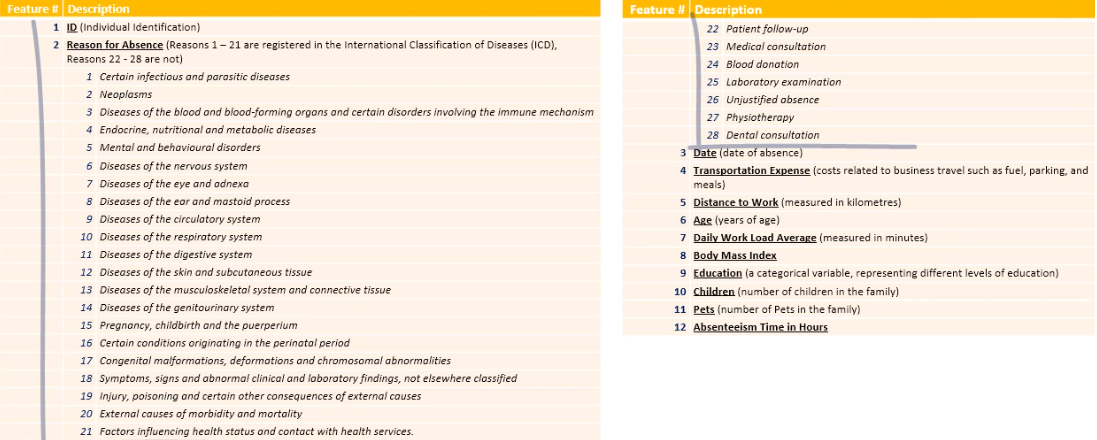 Feature # Description
1 ID (Individual Identification)
2 Reason for Absence (Reasons 1 – 21 are registered in the International Classification of Diseases (ICD),
Reasons 22 - 28 are not)
1 Certain infectious and parasitic diseases
2 Neoplasms
3 Diseases of the blood and blood-forming organs and certain disorders involving the immune mechanism
4 Endocrine, nutritional and metabolic diseases
5 Mental and behavioural disorders
6 Diseases of the nervous system
7 Diseases of the eye and adnexa
8 Diseases of the ear and mastoid process
9 Diseases of the circulatory system
10 Diseases of the respiratory system
11 Diseases of the digestive system
12 Diseases of the skin and subcutaneous tissue
13 Diseases of the musculoskeletal system and connective tissue
14 Diseases of the genitourinary system
15 Pregnancy, childbirth and the puerperium
16 Certain conditions originating in the perinatal period
17 Congenital malformations, deformations and chromosomal abnormalities
18 Symptoms, signs and abnormal clinical and laboratory findings, not elsewhere classified
19 Injury, poisoning and certain other consequences of external causes
20 External causes of morbidity and mortality
21 Factors influencing health status and contact with health services.
Feature # Description
22 Patient follow-up
23 Medical consultation
24 Blood donation
25 Laboratory examination
26 Unjustified absence
27 Physiotherapy
28 Dental consultation
3 Date (date of absence)
4 Transportation Expense (costs related to business travel such as fuel, parking, and
meals)
5 Distance to Work (measured in kilometres)
6 Age (years of age)
7 Daily Work Load Average (measured in minutes)
8 Body Mass Index
9 Education (a categorical variable, representing different levels of education)
10 Children (number of children in the family)
11 Pets (number of Pets in the family)
12 Absenteeism Time in Hours